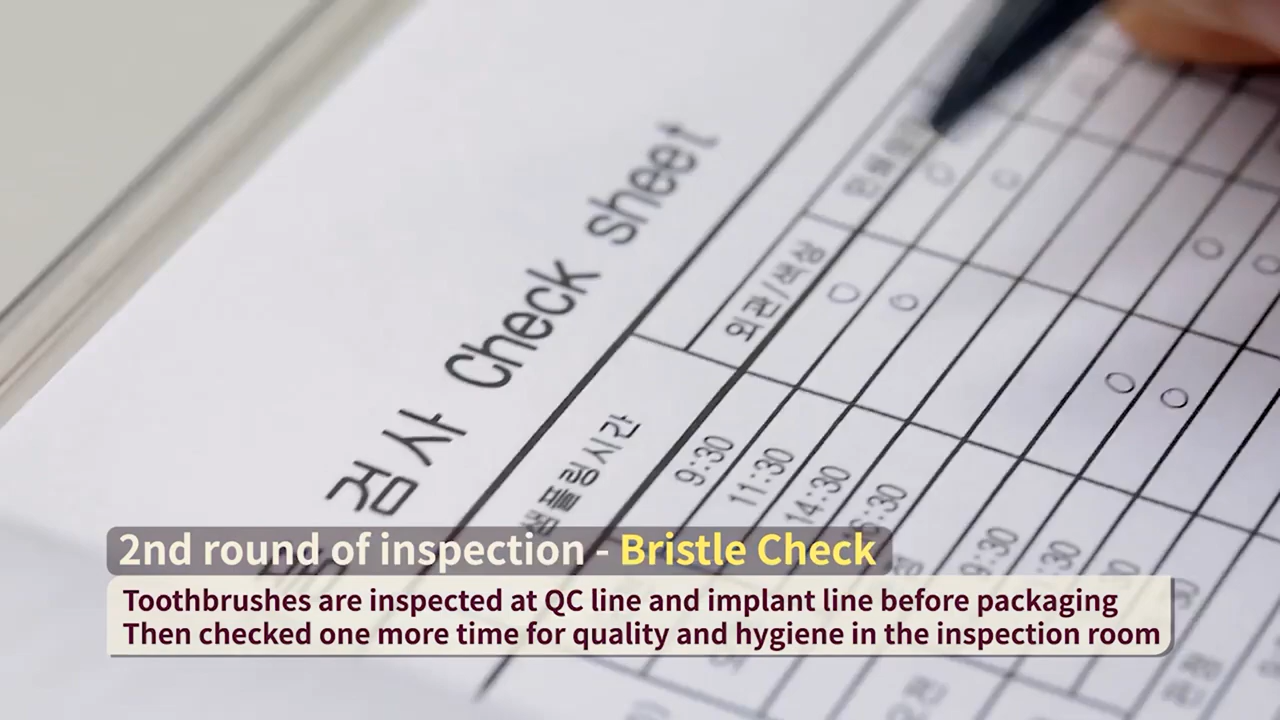 검사 Check sheet
샘플링시간
외관/색상
9:30
11:30
14:30
16:30
2nd round of inspection - Bristle Check
Toothbrushes are inspected at QC line and implant line before packaging
Then checked one more time for quality and hygiene in the inspection room